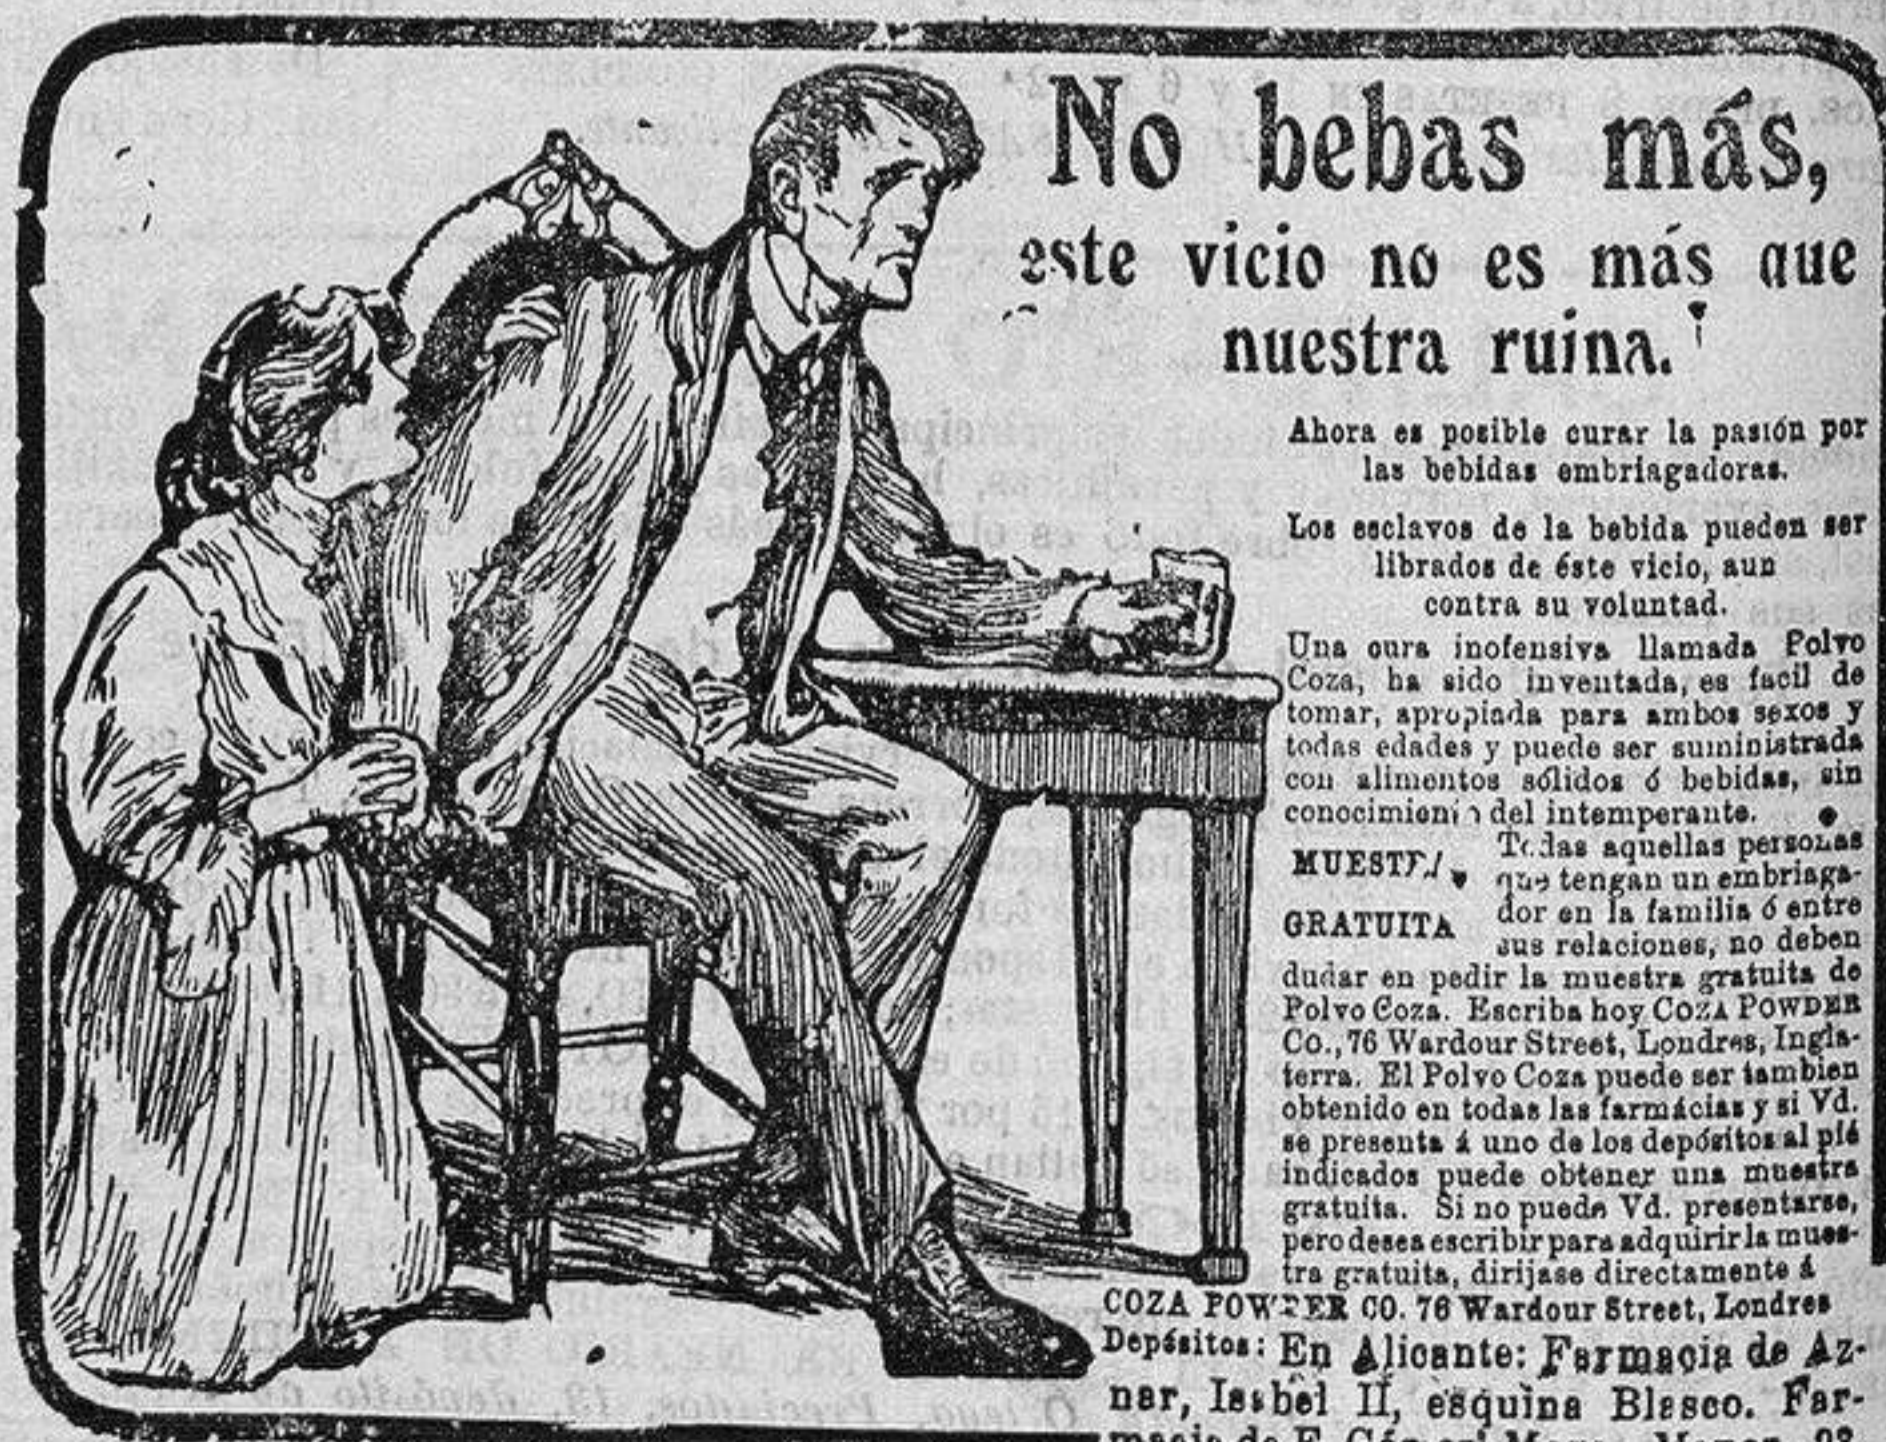 No bebas más,
este vicio no es más que
nuestra ruina.
Ahora es posible curar la pasión por
las bebidas embriagadoras.
Los esclavos de la bebida pueden ser
librados de éste vicio, aun
contra su voluntad.
Una cura inofensiva llamada Polvo
Coza, ha sido inventada, es facil de
tomar, apropiada para ambos sexos y
todas edades y puede ser suministrada
con alimentos sólidos ó bebidas, sin
conocimiento del intemperante.
MUESTRA
GRATUITA
Todas aquellas personas
que tengan un embriaga-
dor en la familia ó entre
sus relaciones, no deben
dudar en pedir la muestra gratuita de
Polvo Coza. Escriba hoy COZA POWDER
CO., 76 Wardour Street, Londres, Ingla-
terra. El Polvo Coza puede ser tambien
obtenido en todas las farmácias y si Vd.
se presenta á uno de los depósitos al pié
indicados puede obtener una muestra
gratuita. Si no puede Vd. presentarse,
pero desea escribir para adquirir la mues-
tra gratuita, dirijase directamente á
COZA POWDER CO. 76 Wardour Street, Londres
Depósitos: En Alicante: Farmacia de Az-
nar, Isabel II, esquina Blasco. Far-